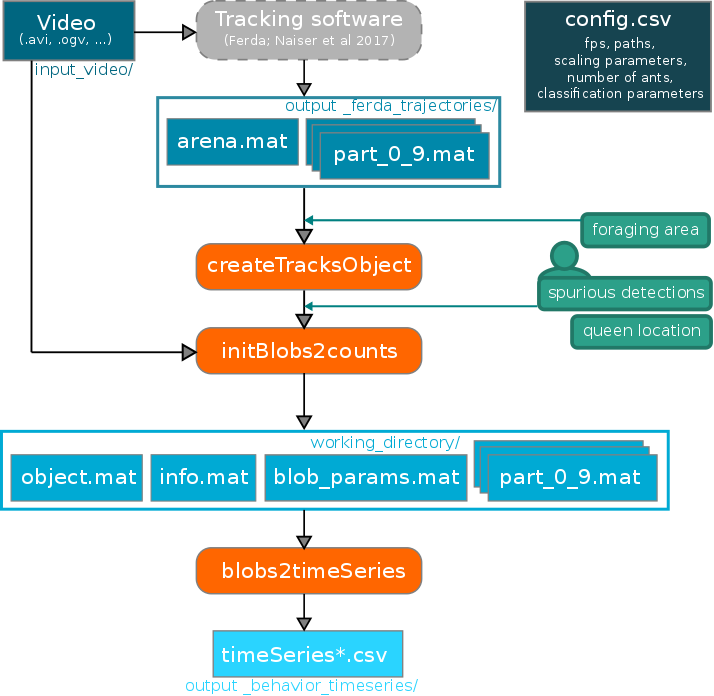 Video
(.avi, .ogv, ...)
input_video/
Tracking software
(Ferda; Naiser et al 2017)
config.csv
fps, paths,
scaling parameters,
number of ants,
classification parameters
output _ferda_trajectories/
arena.mat
part_0_9.mat
foraging area
createTracksObject
spurious detections
queen location
initBlobs2counts
working_directory/
object.mat
info.mat
blob_params.mat
part_0_9.mat
blobs2timeSeries
timeSeries*.csv
output _behavior_timeseries/